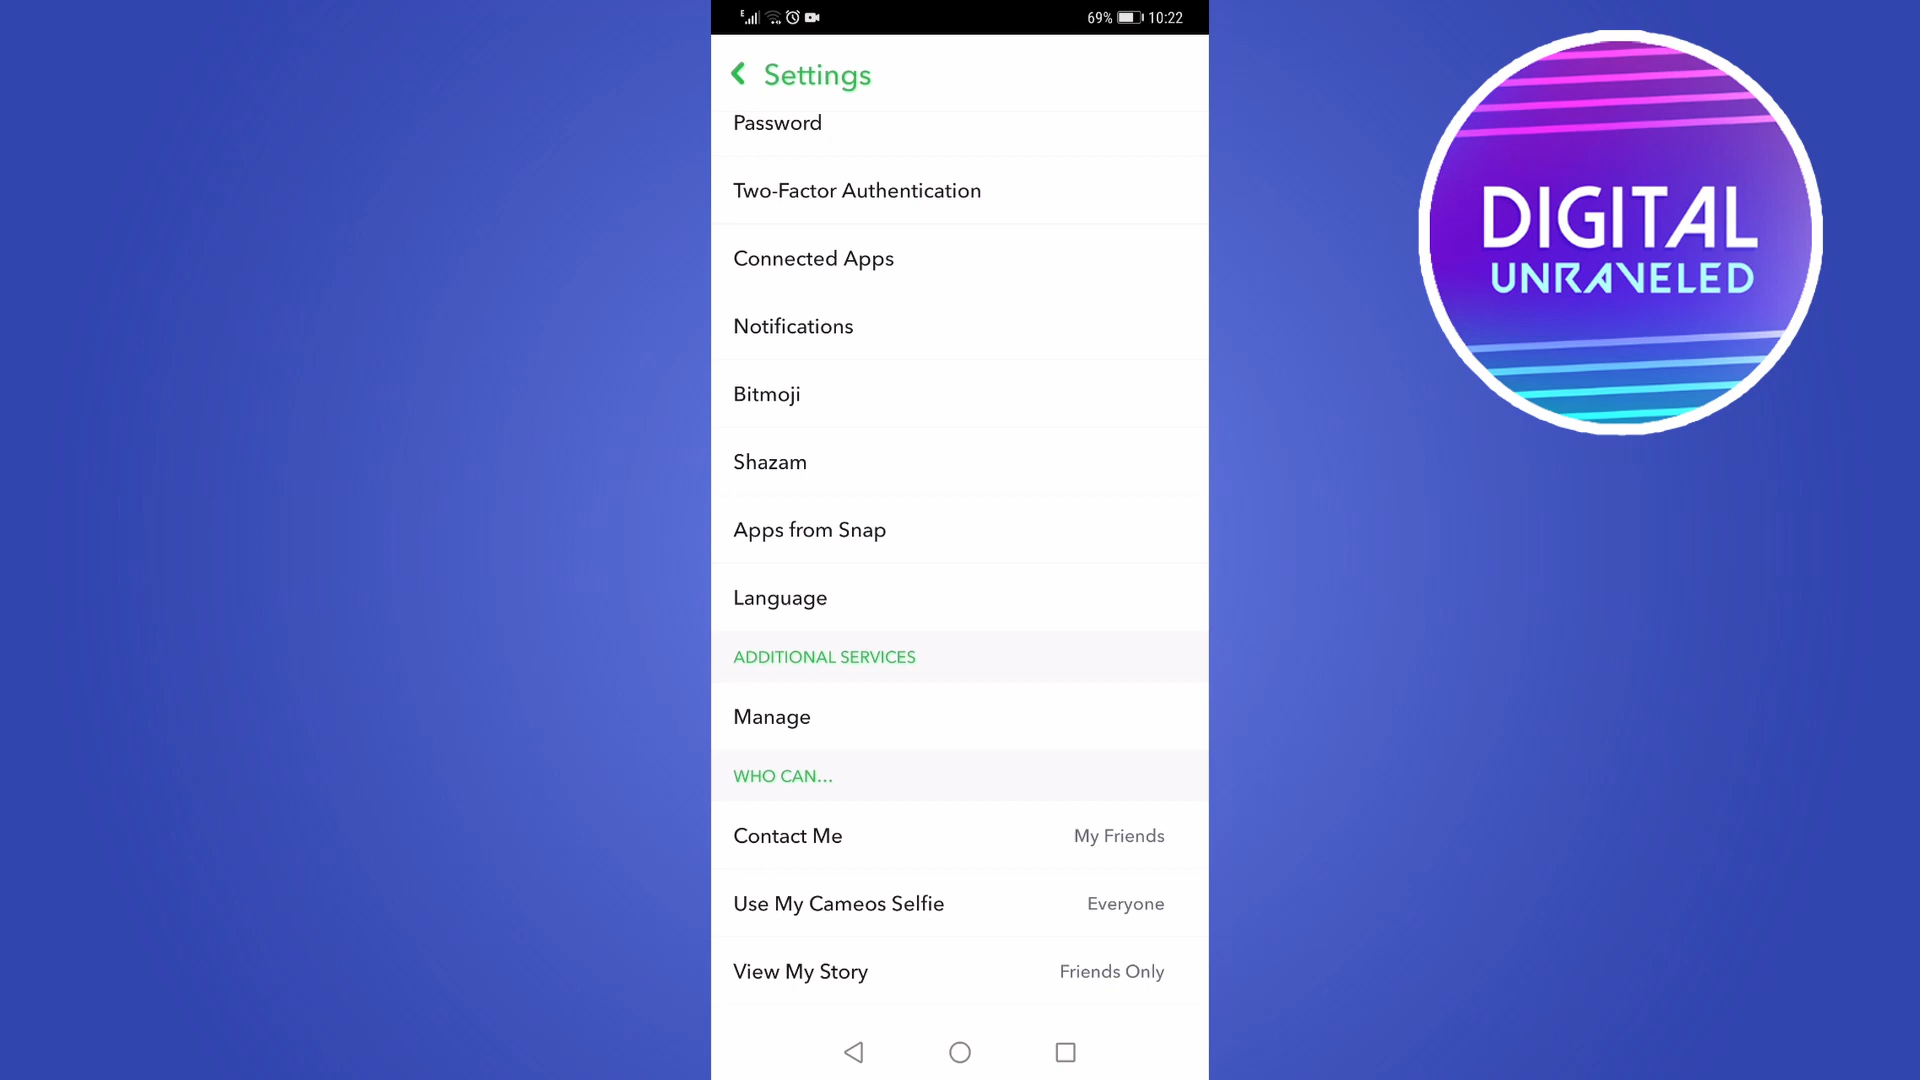 E 69% 10:22
Settings
Password
Two-Factor Authentication
Connected Apps
Notifications
Bitmoji
Shazam
Apps from Snap
Language
ADDITIONAL SERVICES
Manage
WHO CAN...
Contact Me My Friends
Use My Cameos Selfie Everyone
View My Story Friends Only
DIGITAL
UNRAVELED